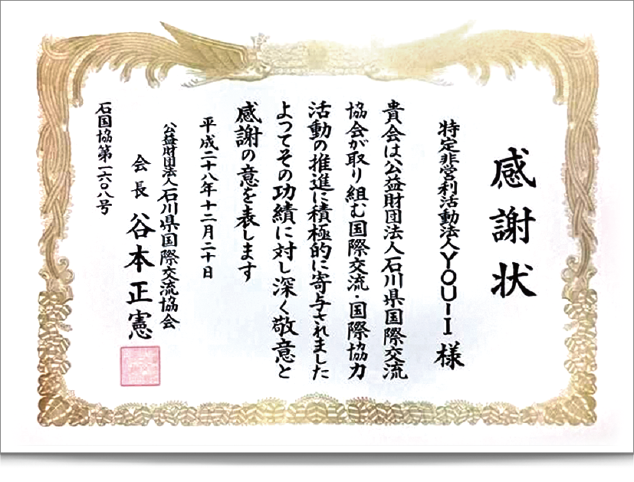 感謝状
特定非営利活動法人YOU-I 様
貴会は公益財団法人石川県国際交流
協会が取り組む国際交流・国際協力
活動の推進に積極的に寄与されました
よってその功績に対し深く敬意と
感謝の意を表します
平成二十八年十二月二十日
公益財団法人石川県国際交流協会
会長 谷本正憲
石国協第一六〇八号